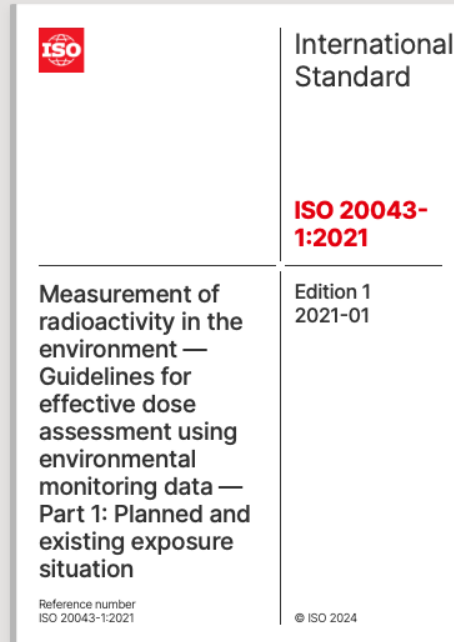 ISO
International
Standard
ISO 20043-
1:2021
Measurement of
radioactivity in the
environment —
Guidelines for
effective dose
assessment using
environmental
monitoring data —
Part 1: Planned and
existing exposure
situation
Edition 1
2021-01
Reference number
ISO 20043-1:2021
© ISO 2024